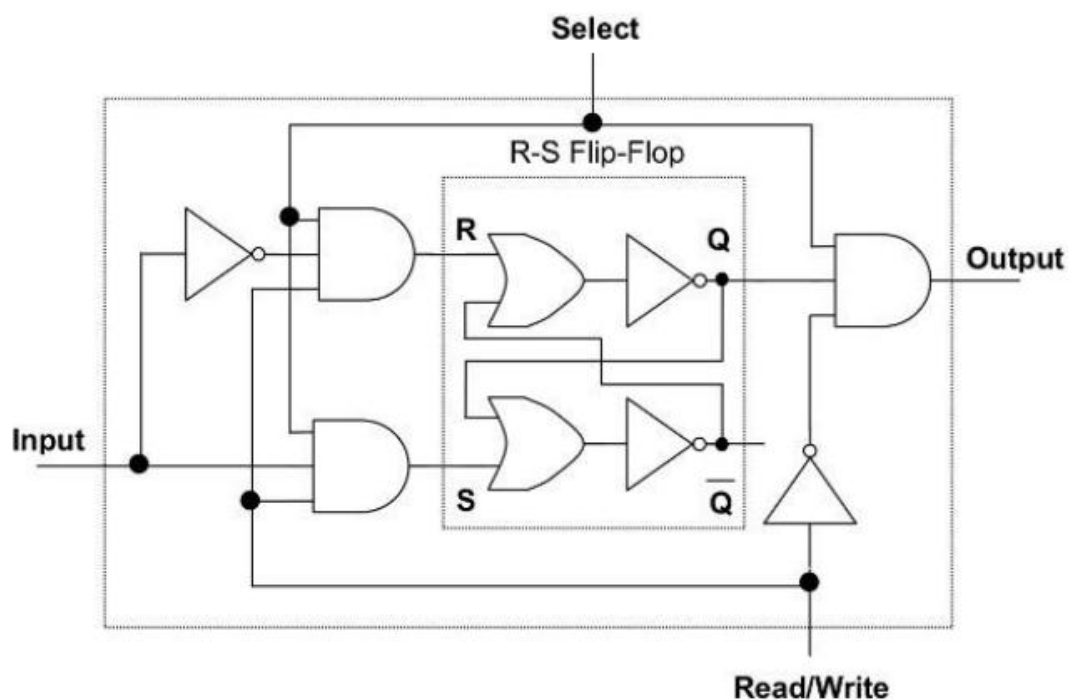 Select
R-S Flip-Flop
R
Q
Output
Input
S
Q̅
Read/Write